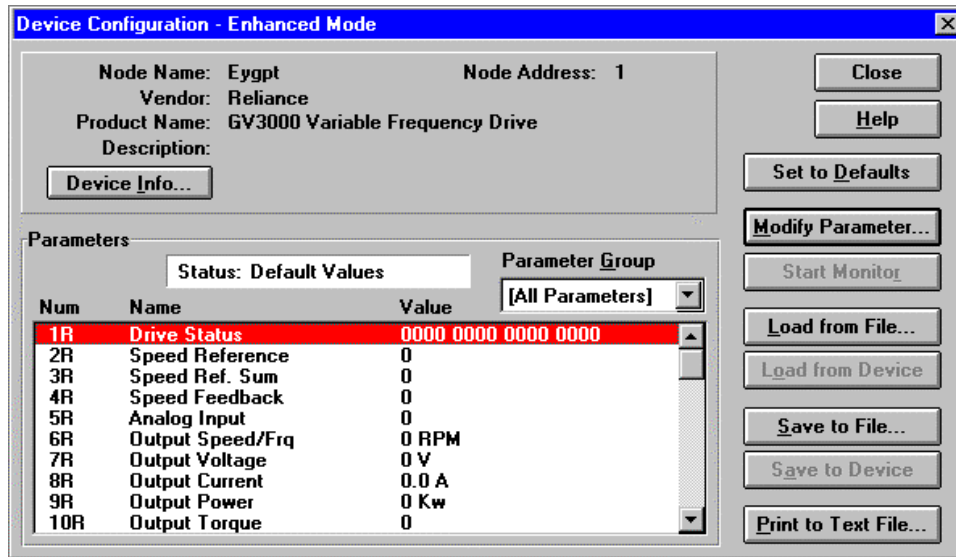 Device Configuration - Enhanced Mode
Node Name: Eygpt Node Address: 1
Vendor: Reliance
Product Name: GV3000 Variable Frequency Drive
Description:
Device Info...
Close
Help
Set to Defaults
Modify Parameter...
Start Monitor
Load from File...
Load from Device
Save to File...
Save to Device
Print to Text File...
Parameters
Status: Default Values
Parameter Group
[All Parameters]
Num Name Value
1R Drive Status 0000 0000 0000 0000
2R Speed Reference 0
3R Speed Ref. Sum 0
4R Speed Feedback 0
5R Analog Input 0
6R Output Speed/Frq 0 RPM
7R Output Voltage 0 V
8R Output Current 0.0 A
9R Output Power 0 Kw
10R Output Torque 0